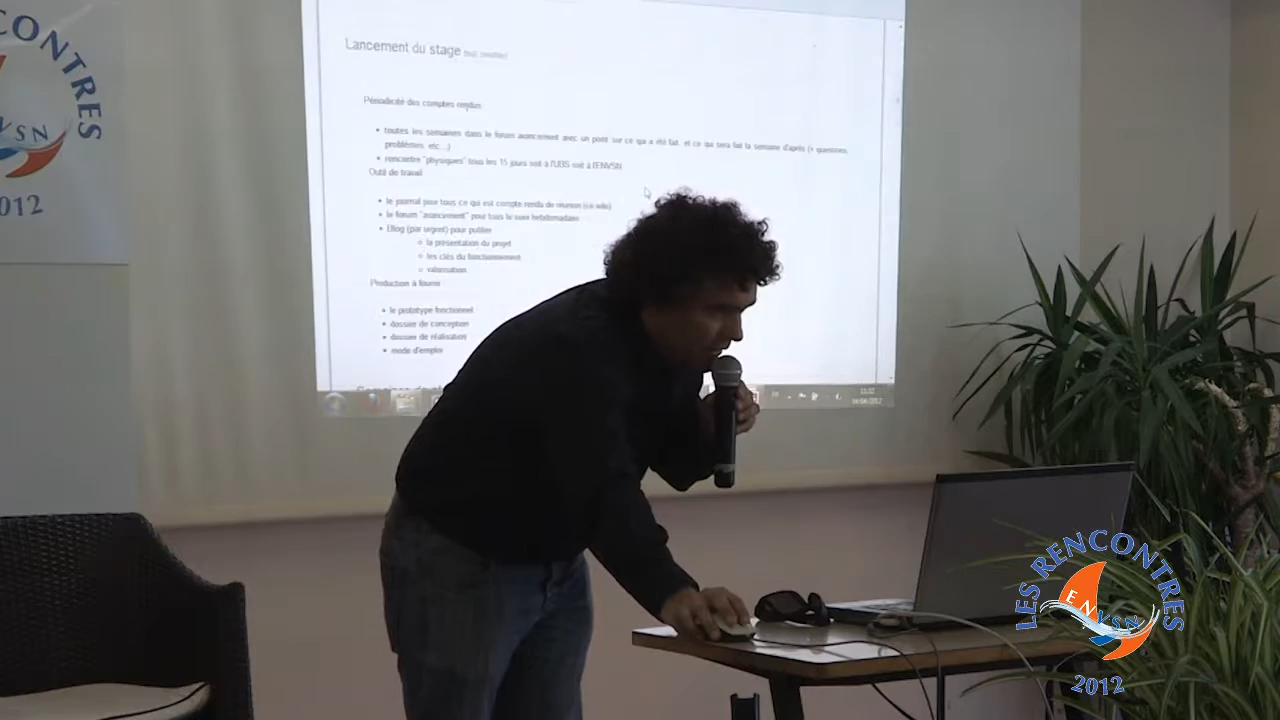 CONTRES
VSN
2012
Lancement du stage
Périodicité des comptes rendus
• toutes les semaines dans le forum avancement avec un point sur ce qui a été fait, et ce qui sera fait la semaine d'après (+ questions,
problèmes, etc...)
• rencontre "physiques" tous les 15 jours soit à l'UBS soit à l'ENVSN
Outil de travail
• le journal pour tous ce qui est compte rendu de réunion
• le forum "avancement" pour tous le suivi hebdomadaire
• Blog (par urgent) pour publier
o la présentation du projet
o les clés du fonctionnement
o valorisation
Production à fournir
• le prototype fonctionnel
• dossier de conception
• dossier de réalisation
• mode d'emploi
LES RENCONTRES
ENVSN
2012